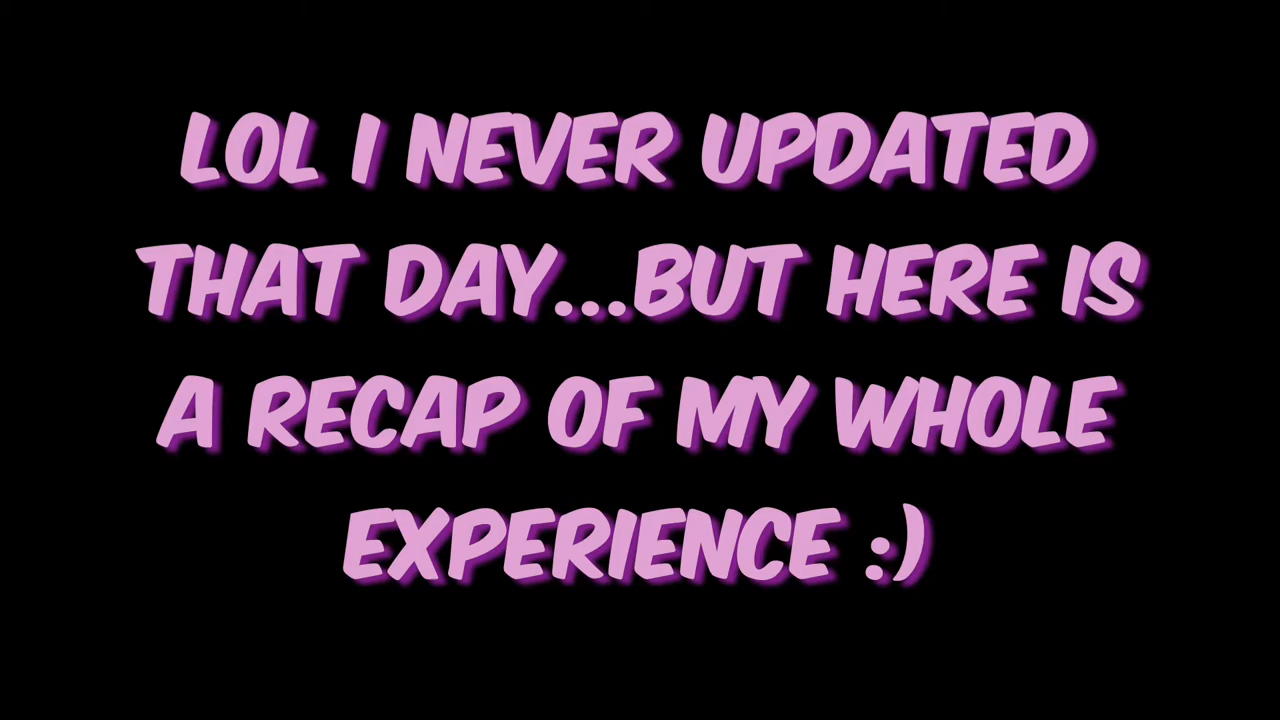 LOL I NEVER UPDATED
THAT DAY...BUT HERE IS
A RECAP OF MY WHOLE
EXPERIENCE :)